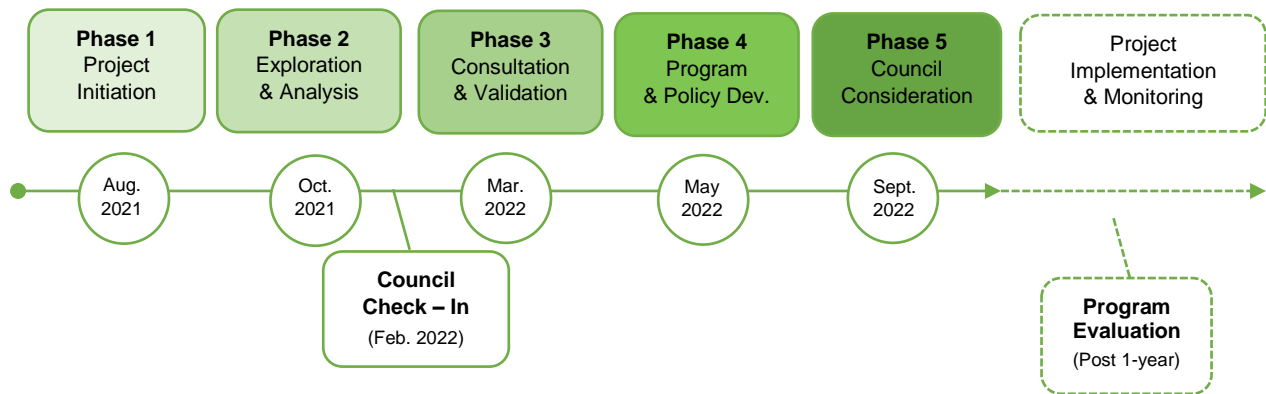 Phase 1
Project
Initiation
Phase 2
Exploration
& Analysis
Phase 3
Consultation
& Validation
Phase 4
Program
& Policy Dev.
Phase 5
Council
Consideration
Project
Implementation
& Monitoring
Aug.
2021
Oct.
2021
Mar.
2022
May
2022
Sept.
2022
Council
Check – In
(Feb. 2022)
Program
Evaluation
(Post 1-year)